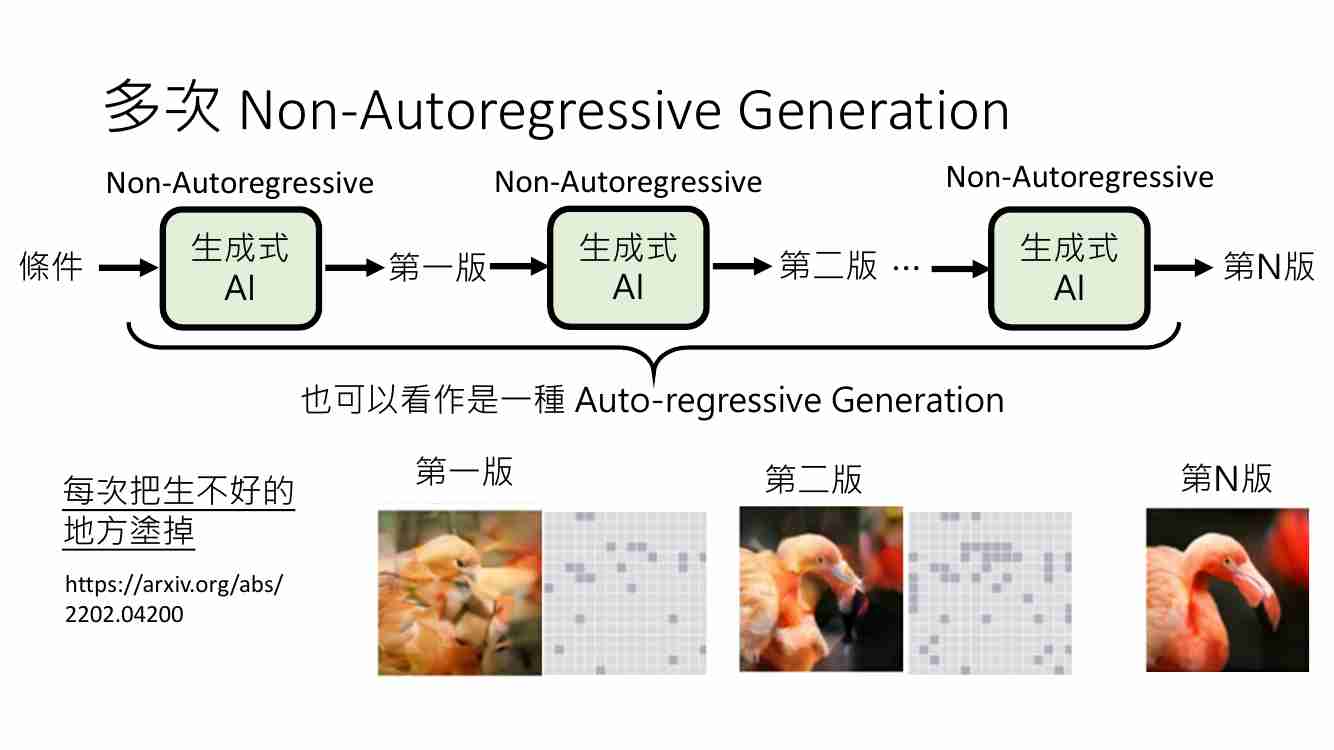 多次 Non-Autoregressive Generation
Non-Autoregressive
Non-Autoregressive
Non-Autoregressive
條件
生成式
AI
第一版
生成式
AI
第二版 …
生成式
AI
第N版
也可以看作是一種 Auto-regressive Generation
每次把生不好的
地方塗掉
https://arxiv.org/abs/
2202.04200
第一版
第二版
第N版